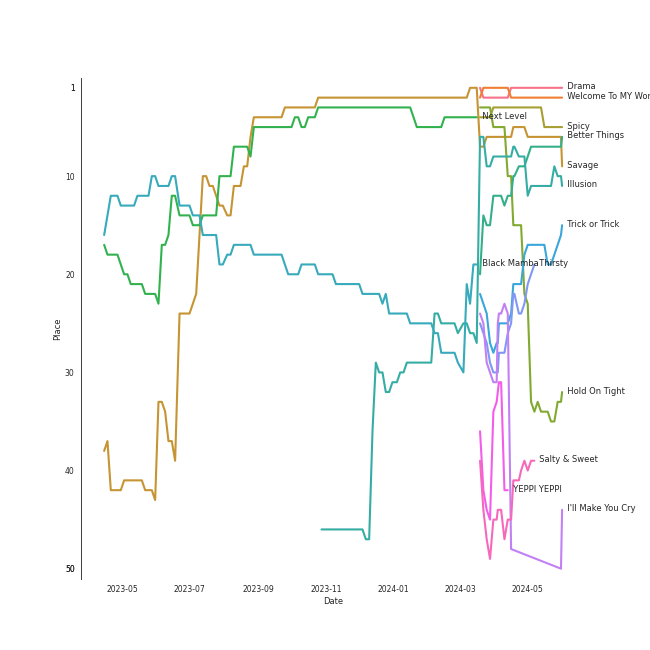 1
10
20
30
40
50
Place
2023-05
2023-07
2023-09
2023-11
2024-01
2024-03
2024-05
Date
Drama
Welcome To MY Wor
Next Level
Spicy
Better Things
Savage
Illusion
Trick or Trick
Black Mamba
Thirsty
Hold On Tight
Salty & Sweet
YEPPI YEPPI
I'll Make You Cry